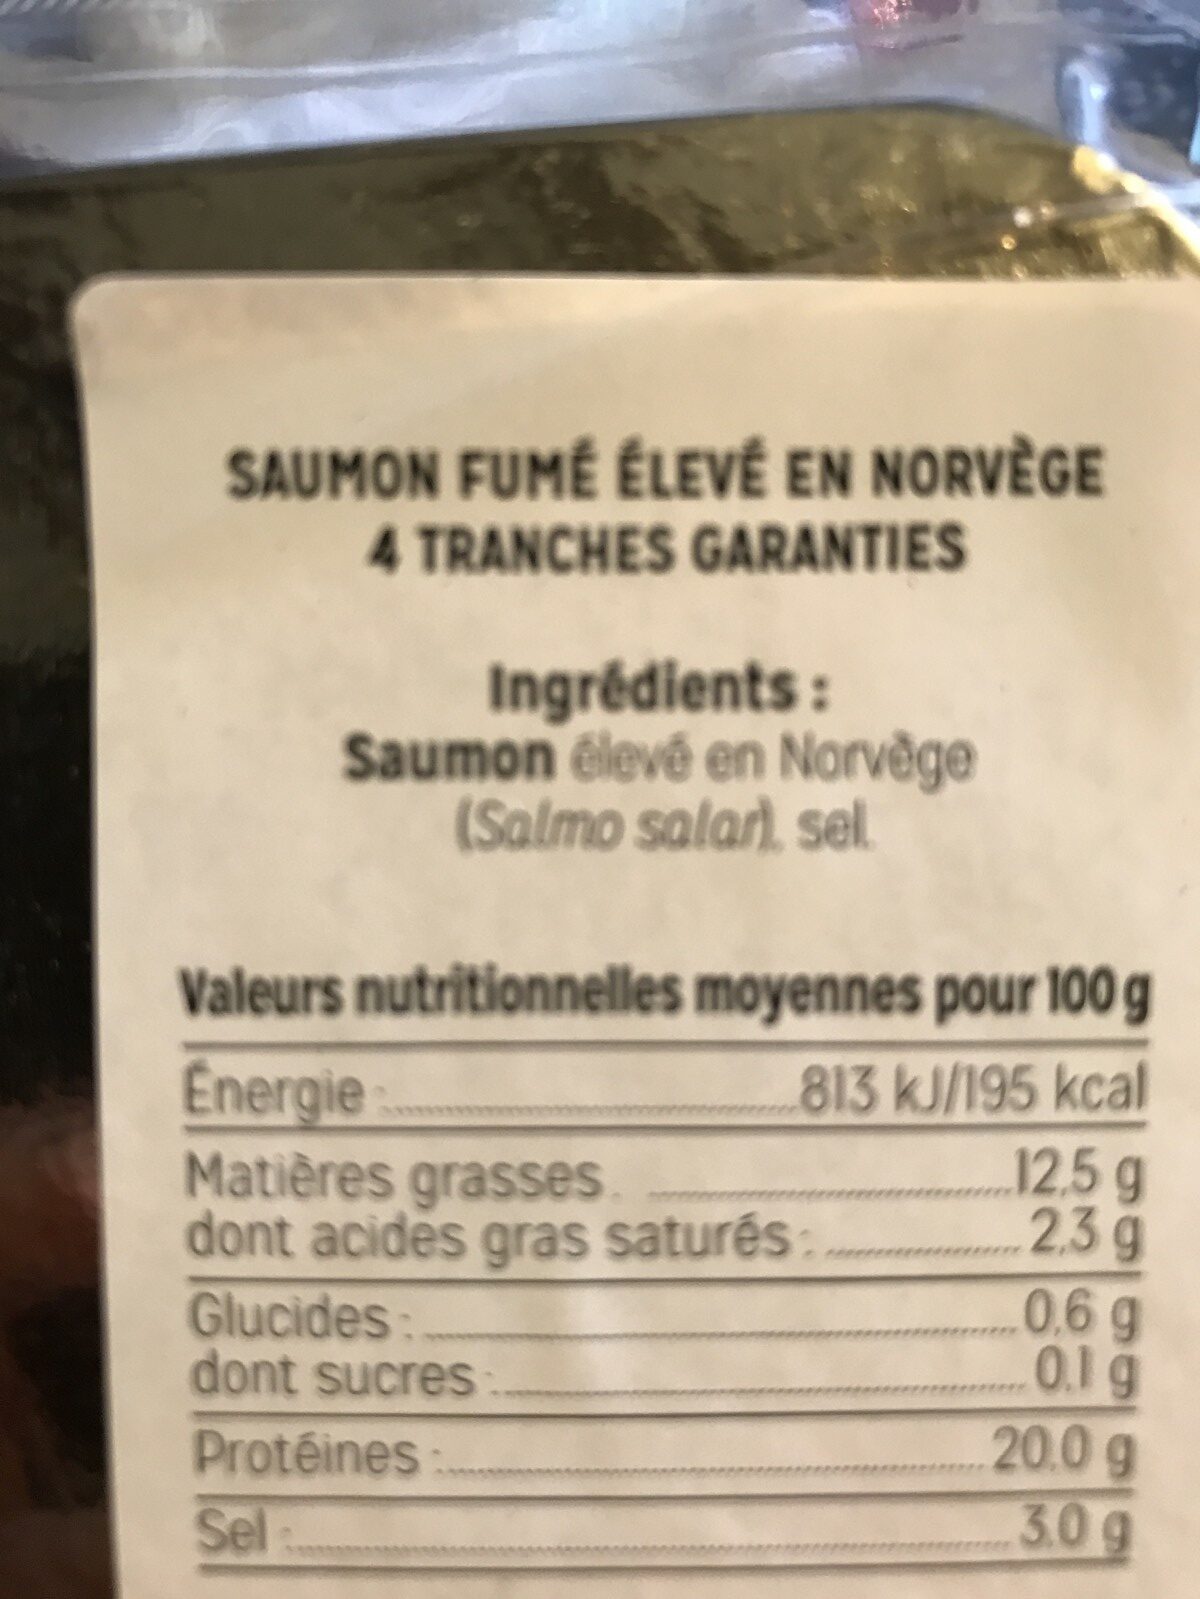 SAUMON FUMÉ ÉLEVÉ EN NORVÈGE
4 TRANCHES GARANTIES
Ingrédients :
Saumon élevé en Norvège
(Salmo salar), sel.
Valeurs nutritionnelles moyennes pour 100 g
Énergie : 813 kJ/195 kcal
Matières grasses 12,5 g
dont acides gras saturés : 2,3 g
Glucides : 0,6 g
dont sucres : 0,1 g
Protéines : 20,0 g
Sel : 3,0 g